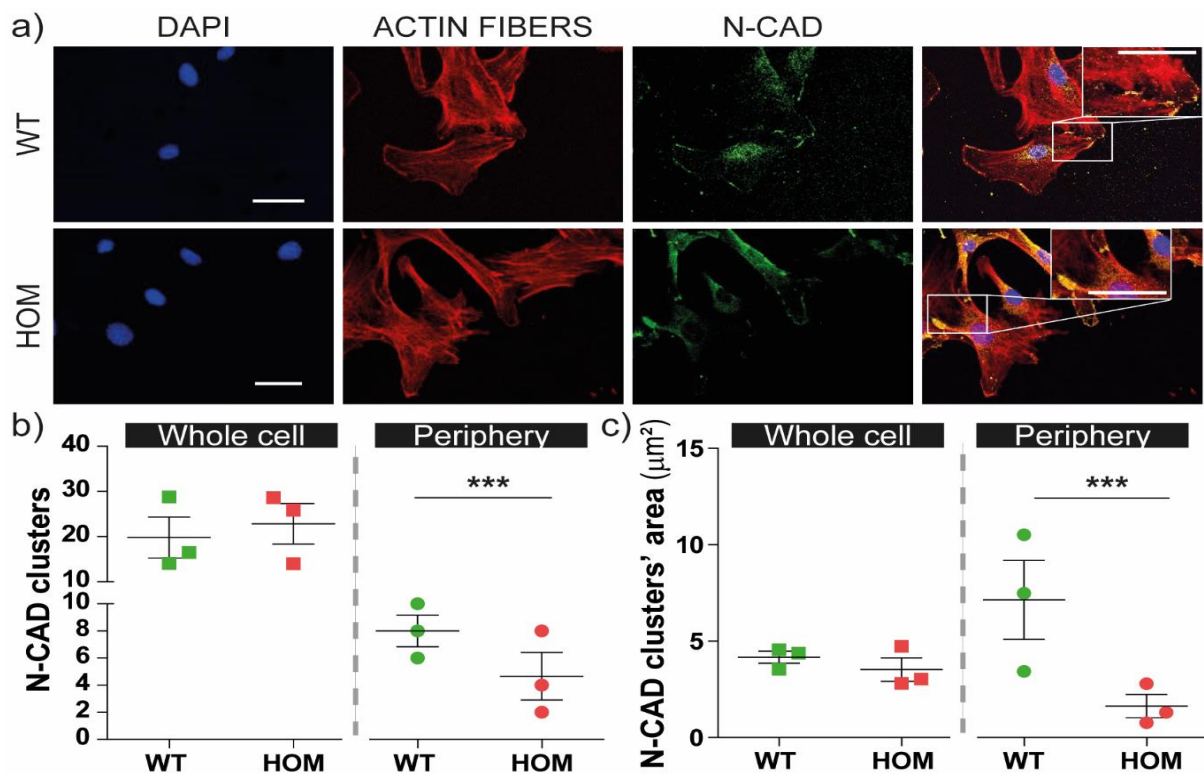 a) DAPI ACTIN FIBERS N-CAD
WT
HOM
b) Whole cell Periphery
N-CAD clusters
40
30
20
10
10
8
6
4
2
0
***
WT HOM WT HOM
c) Whole cell Periphery
N-CAD clusters’ area (μm²)
15
10
5
0
***
WT HOM WT HOM